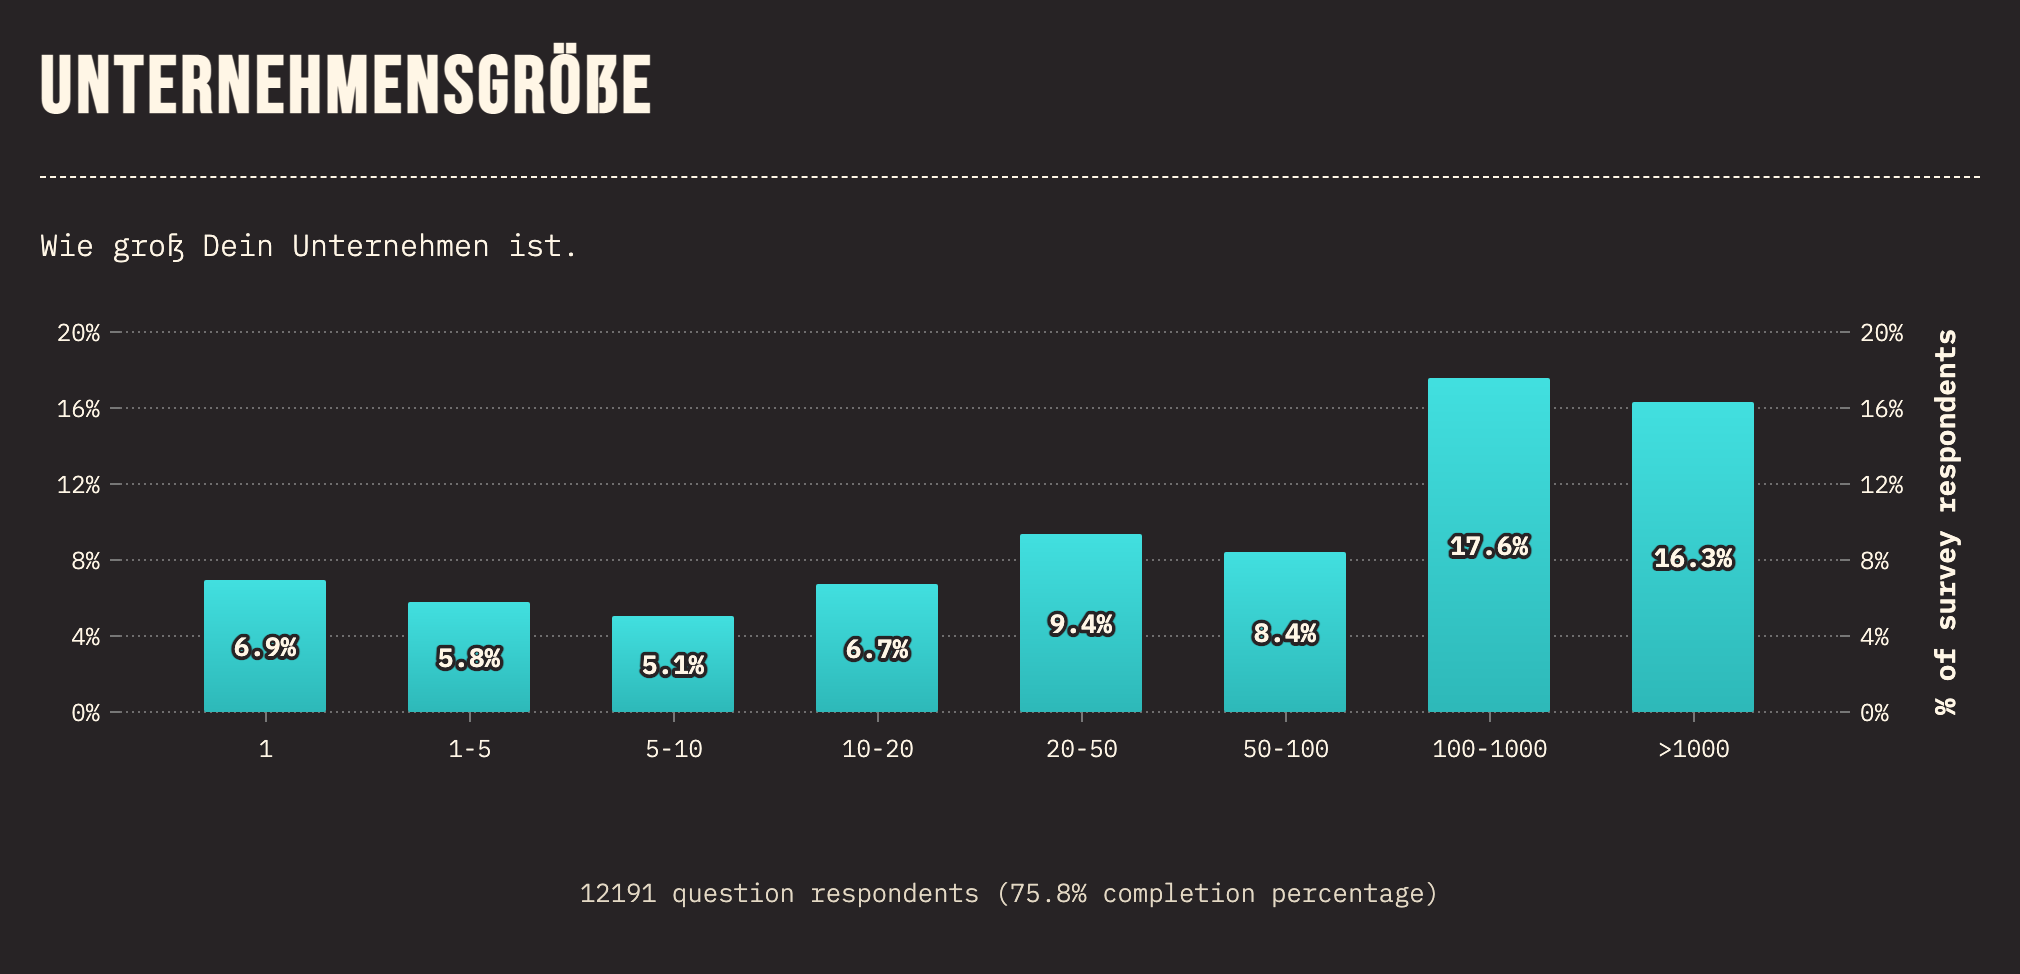 UNTERNEHMENSGRÖßE
Wie groß Dein Unternehmen ist.
20% 20%
16% 16%
12% 12%
8% 8%
4% 4%
0% 0%
% of survey respondents
6.9% 5.8% 5.1% 6.7% 9.4% 8.4% 17.6% 16.3%
1 1-5 5-10 10-20 20-50 50-100 100-1000 >1000
12191 question respondents (75.8% completion percentage)